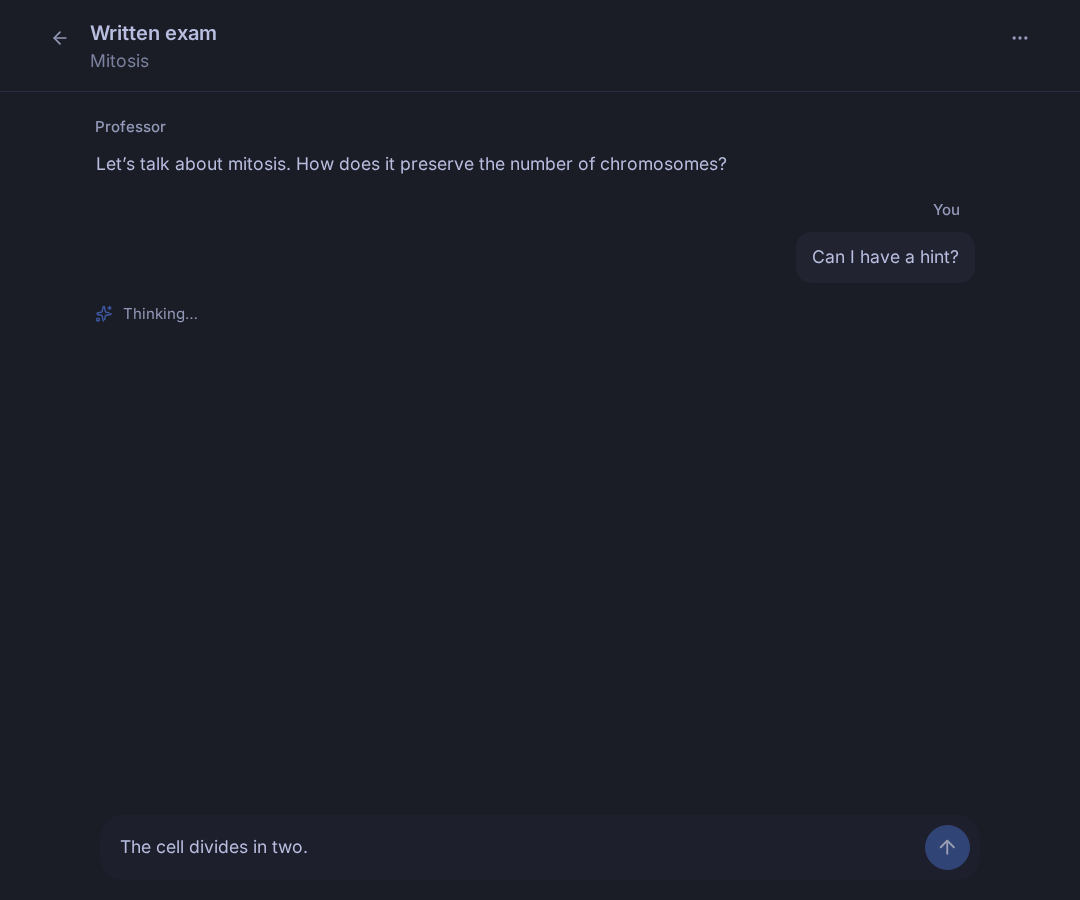 Written exam
Mitosis
Professor
Let’s talk about mitosis. How does it preserve the number of chromosomes?
You
Can I have a hint?
Thinking...
The cell divides in two.